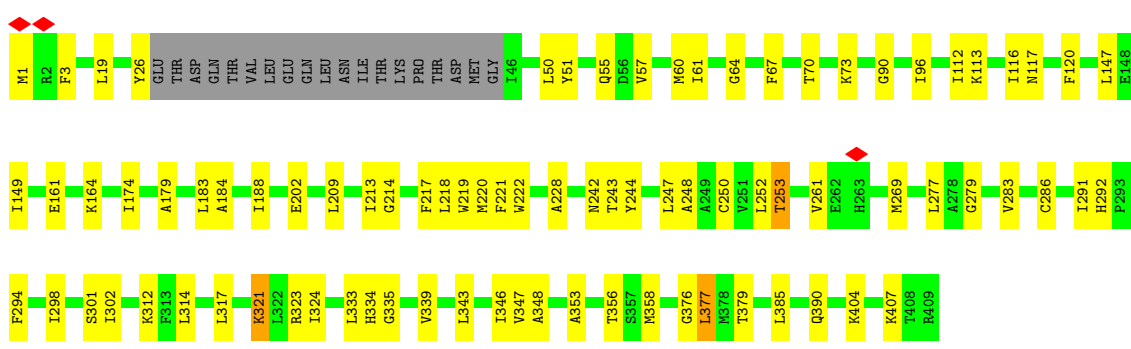 M1 R2 F3 L19 Y26 GLU THR ASP GLN THR VAL LEU GLU GLN LEU ASN ILE THR LYS PRO THR ASP MET GLY I46 L50 Y51 Q55 D56 V57 M60 I61 G64 F67 T70 K73 G90 I96 I112 K113 I116 N117 F120 L147 E148
I149 E161 K164 I174 A179 L183 A184 I188 E202 L209 I213 G214 F217 L218 W219 M220 F221 W222 A228 N242 T243 Y244 L247 A248 A249 C250 V251 L252 T253 V261 E262 H263 M269 L277 A278 G279 V283 C286 I291 H292 P293
F294 I298 S301 I302 K312 F313 L314 L317 K321 L322 R323 I324 L333 H334 G335 V339 L343 I346 V347 A348 A353 T356 S357 M358 G376 L377 M378 T379 L385 Q390 K404 K407 T408 R409